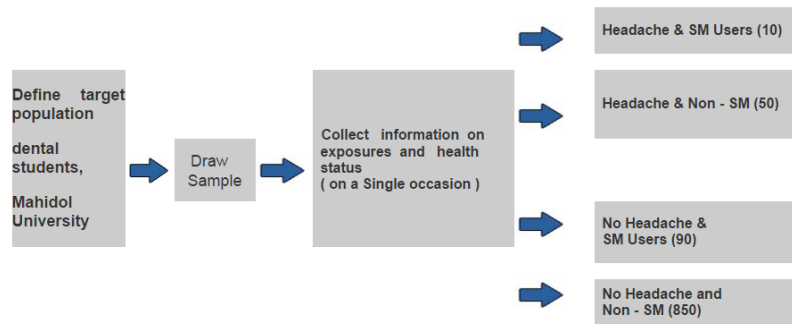 Define target
population
dental
students,
Mahidol
University
Draw
Sample
Collect information on
exposures and health
status
( on a Single occasion )
Headache & SM Users (10)
Headache & Non - SM (50)
No Headache &
SM Users (90)
No Headache and
Non - SM (850)